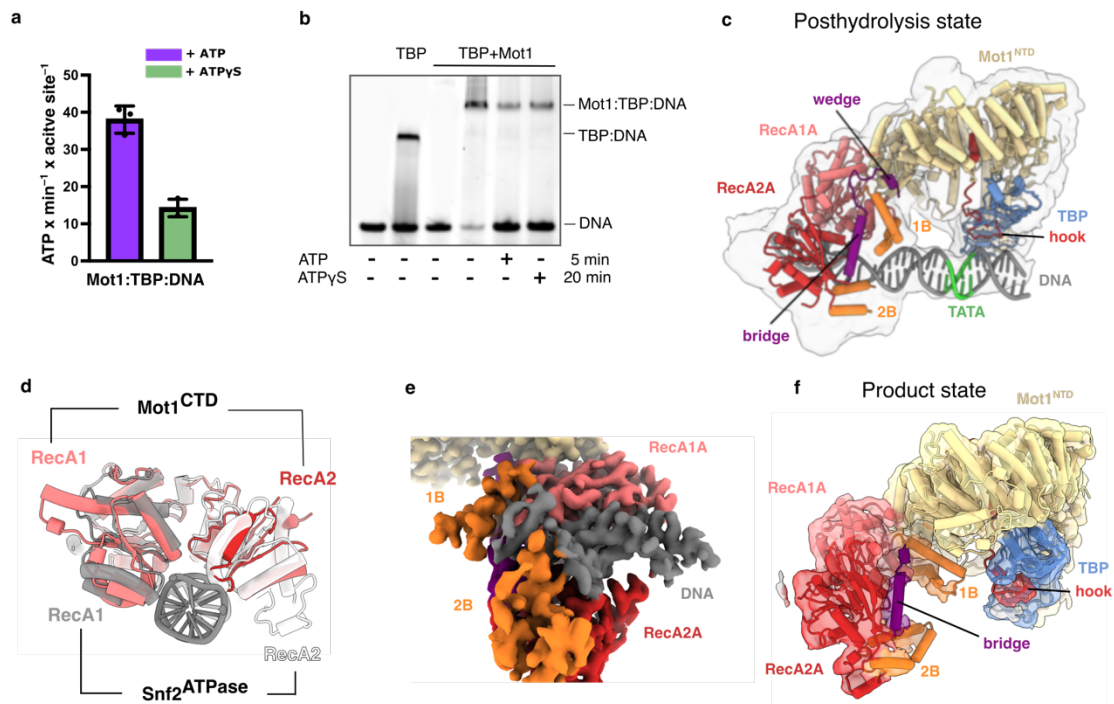 a
+ ATP
+ ATPγS
ATP x min⁻¹ x acitve site⁻¹
50
40
30
20
10
0
Mot1:TBP:DNA
b
TBP TBP+Mot1
Mot1:TBP:DNA
TBP:DNA
DNA
ATP - - - - + - 5 min
ATPγS - - - - - + 20 min
c
Posthydrolysis state
Mot1ᴺᵀᴰ
wedge
RecA1A
RecA2A
1B
TBP
hook
DNA
2B
TATA
bridge
d
Mot1ᶜᵀᴰ
RecA1
RecA2
RecA1
RecA2
Snf2ᴬᵀᴾᵃˢᵉ
e
RecA1A
1B
2B
DNA
RecA2A
f
Product state
Mot1ᴺᵀᴰ
RecA1A
TBP
1B
hook
bridge
RecA2A
2B